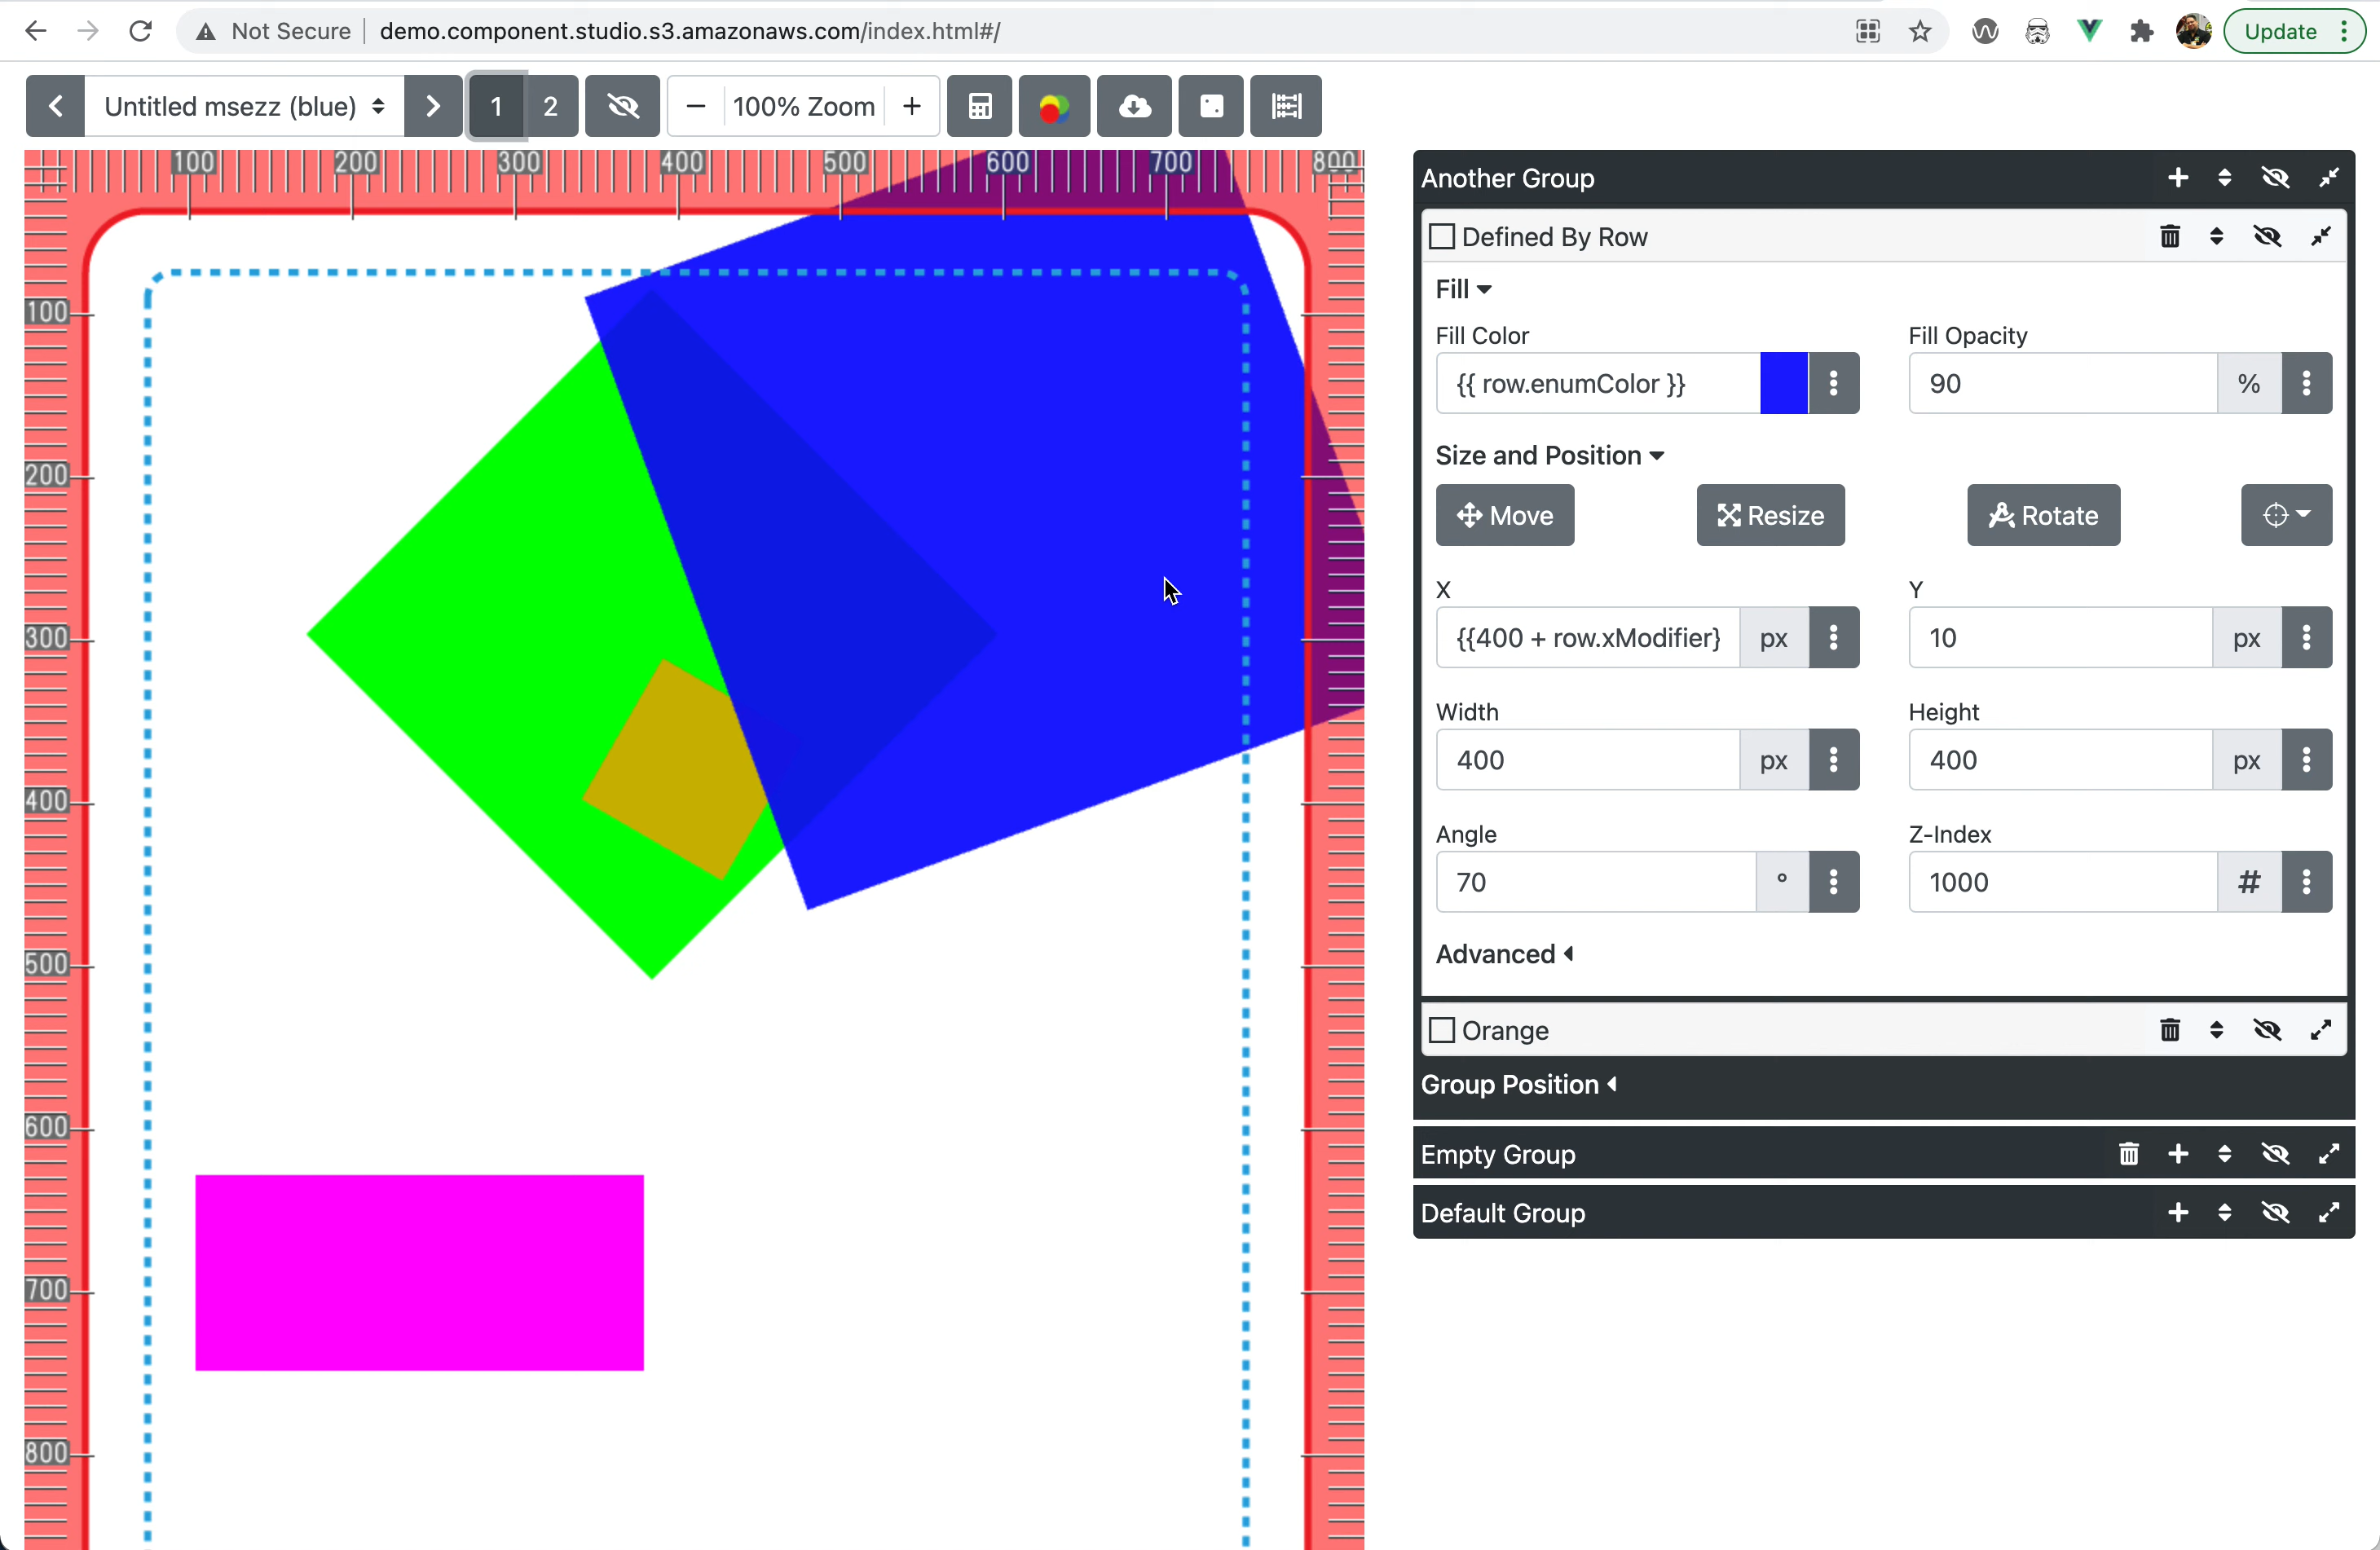 Not Secure demo.component.studio.s3.amazonaws.com/index.html#/ Update
Untitled msezz (blue) 1 2 100% Zoom
100 200 300 400 500 600 700 800
100
200
300
400
500
600
700
800
Another Group
Defined By Row
Fill
Fill Color Fill Opacity
{{ row.enumColor }} 90 %
Size and Position
Move Resize Rotate
X Y
{{400 + row.xModifier} px 10 px
Width Height
400 px 400 px
Angle Z-Index
70 ° 1000 #
Advanced
Orange
Group Position
Empty Group
Default Group